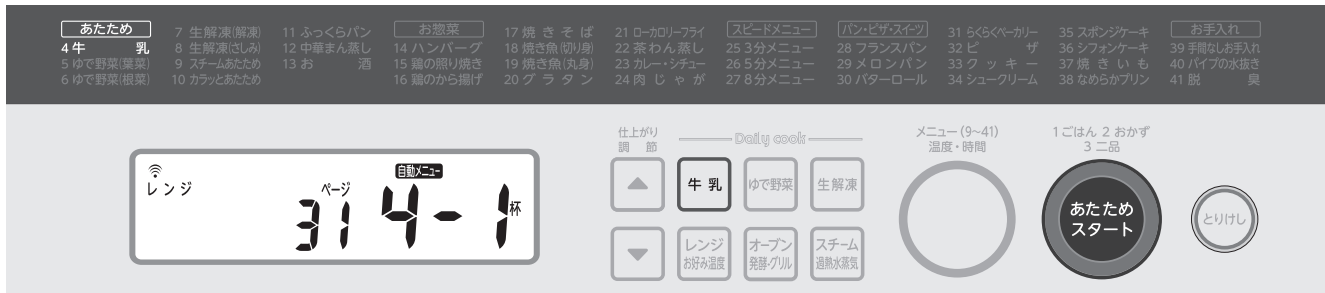 あたため
4 牛 乳
5 ゆで野菜(葉菜)
6 ゆで野菜(根菜)
7 生解凍(解凍)
8 生解凍(さしみ)
9 スチームあたため
10 カラッとあたため
11 ふっくらパン
12 中華まん蒸し
13 お 酒
お惣菜
14 ハンバーグ
15 鶏の照り焼き
16 鶏のから揚げ
17 焼きそば
18 焼き魚(切り身)
19 焼き魚(丸身)
20 グラタン
21 ローカロリーフライ
22 茶わん蒸し
23 カレー・シチュー
24 肉じゃが
スピードメニュー
25 3分メニュー
26 5分メニュー
27 8分メニュー
パン・ピザ・スイーツ
28 フランスパン
29 メロンパン
30 バターロール
31 らくらくベーカリー
32 ピ ザ
33 クッキー
34 シュークリーム
35 スポンジケーキ
36 シフォンケーキ
37 焼きいも
38 なめらかプリン
お手入れ
39 手間なしお手入れ
40 パイプの水抜き
41 脱 臭
レンジ
自動メニュー
ページ
31 4-1 杯
仕上がり
調 節
Daily cook
牛 乳
ゆで野菜
生解凍
レンジ
お好み温度
オーブン
発酵・グリル
スチーム
過熱水蒸気
メニュー(9~41)
温度・時間
1 ごはん 2 おかず
3 二品
あたため
スタート
とりけし